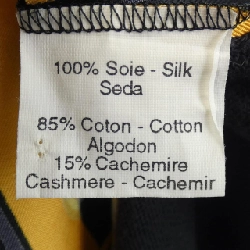 100% Soie - Silk
Seda
85% Coton - Cotton
Algodon
15% Cachemire
Cashmere - Cachemir